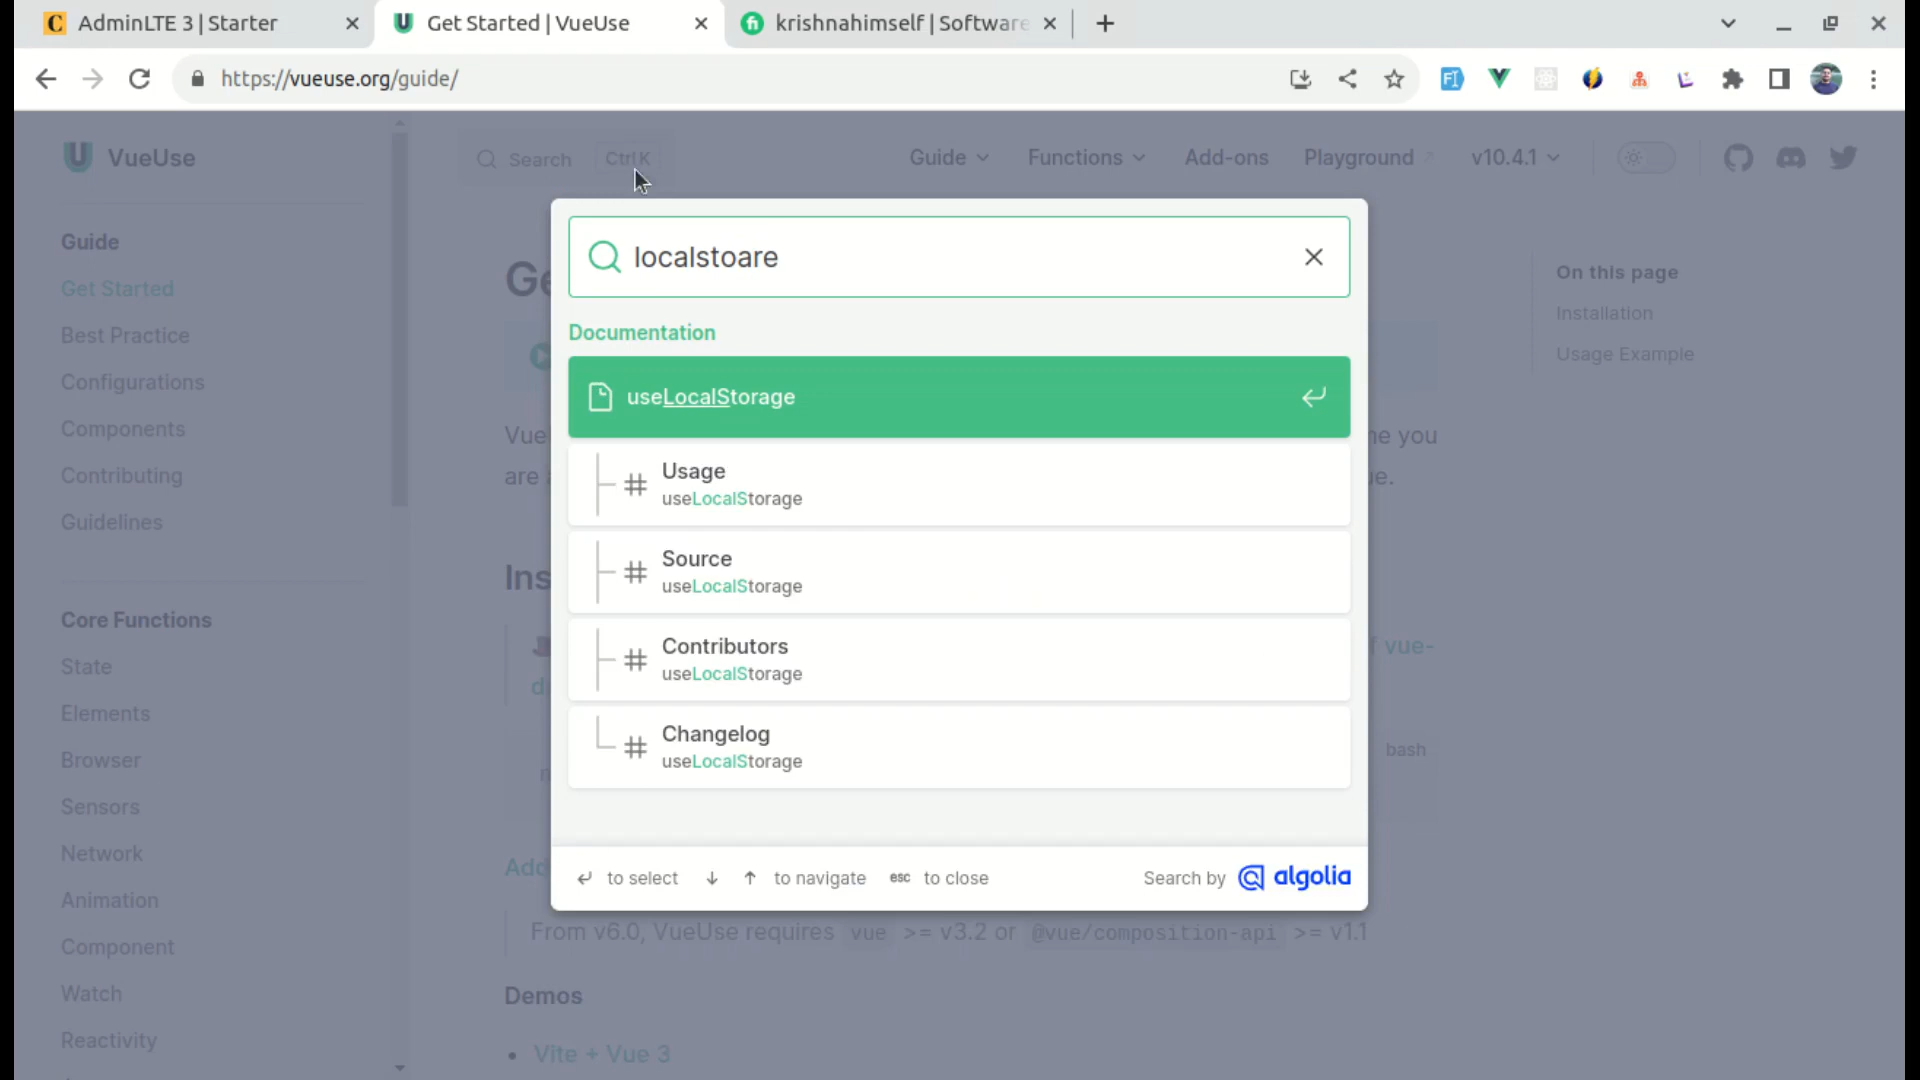 AdminLTE 3 | Starter
Get Started | VueUse
krishnahimself | Software
https://vueuse.org/guide/
VueUse
Search
Ctrl K
Guide
Functions
Add-ons
Playground
v10.4.1
localstoare
Documentation
useLocalStorage
Usage
useLocalStorage
Source
useLocalStorage
Contributors
useLocalStorage
Changelog
useLocalStorage
to select
to navigate
esc to close
Search by algolia
Guide
Get Started
Best Practice
Configurations
Components
Contributing
Guidelines
Core Functions
State
Elements
Browser
Sensors
Network
Animation
Component
Watch
Reactivity
Vue
are
you
vue-
bash
From v6.0, VueUse requires vue >= v3.2 or @vue/composition-api >= v1.1
Demos
Vite + Vue 3
On this page
Installation
Usage Example